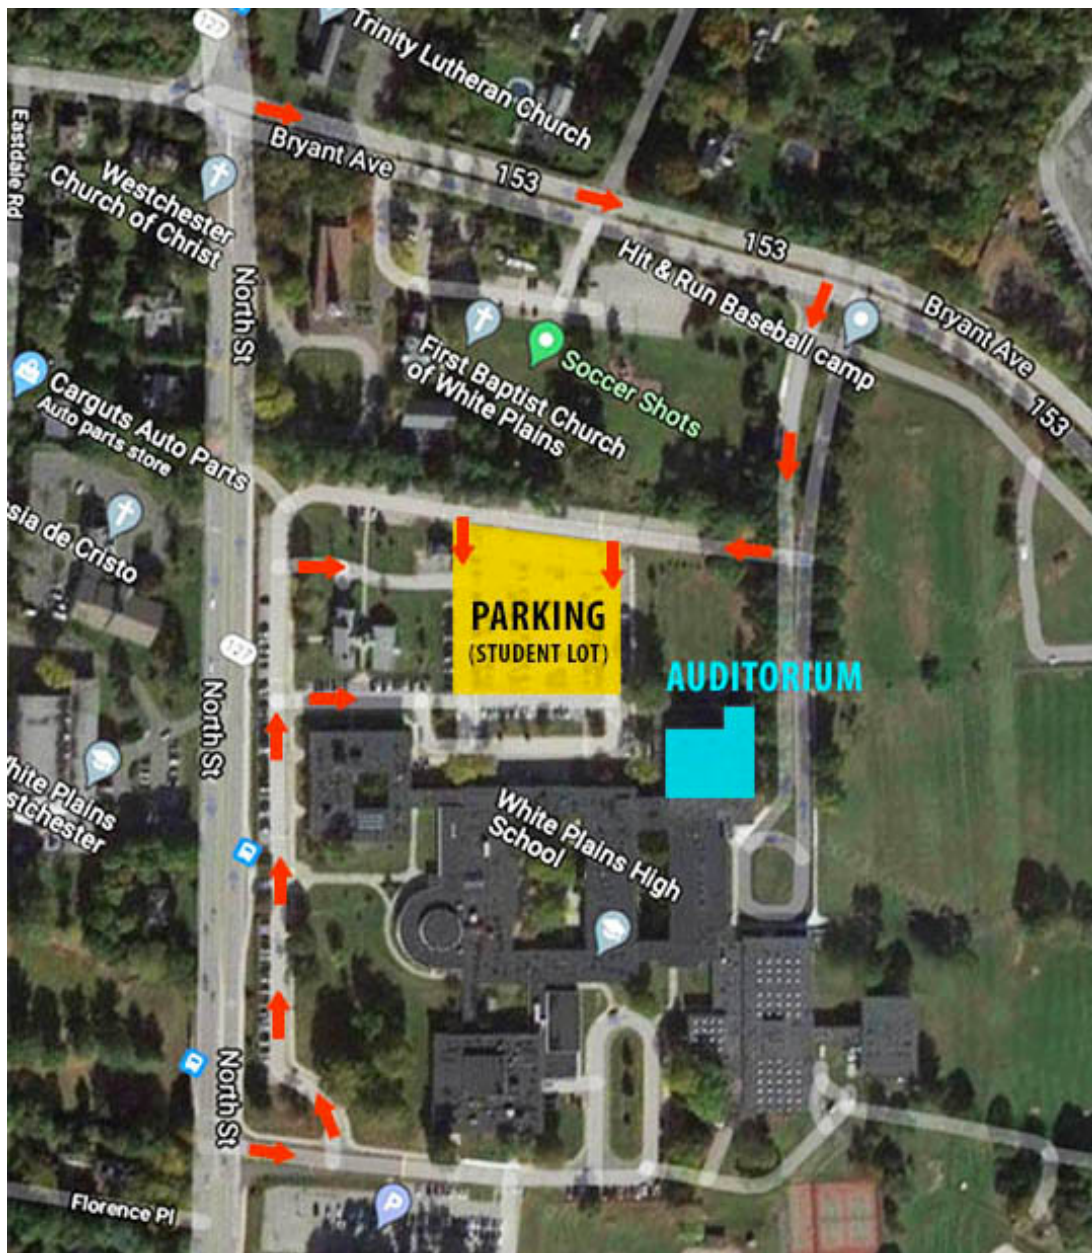 127
Trinity Lutheran Church
Eastdale Rd
Bryant Ave
153
Westchester
Church of Christ
153
Hit & Run Baseball camp
Bryant Ave
153
North St
First Baptist Church
of White Plains
Soccer Shots
Carguts Auto Parts
Auto parts store
sia de Cristo
PARKING
(STUDENT LOT)
127
AUDITORIUM
North St
White Plains
stchester
White Plains High
School
North St
P
Florence Pl